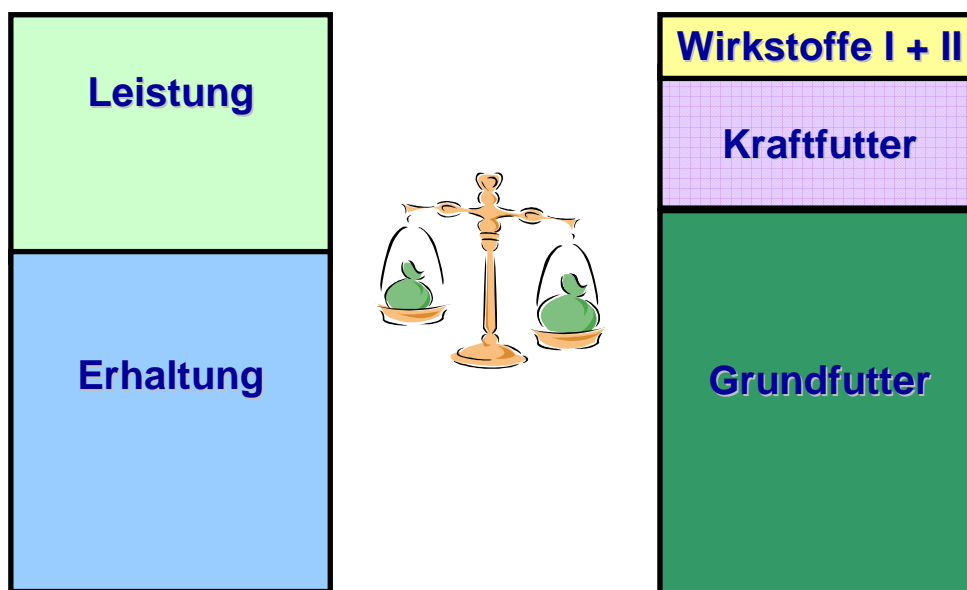 Leistung
Erhaltung
Wirkstoffe I + II
Kraftfutter
Grundfutter